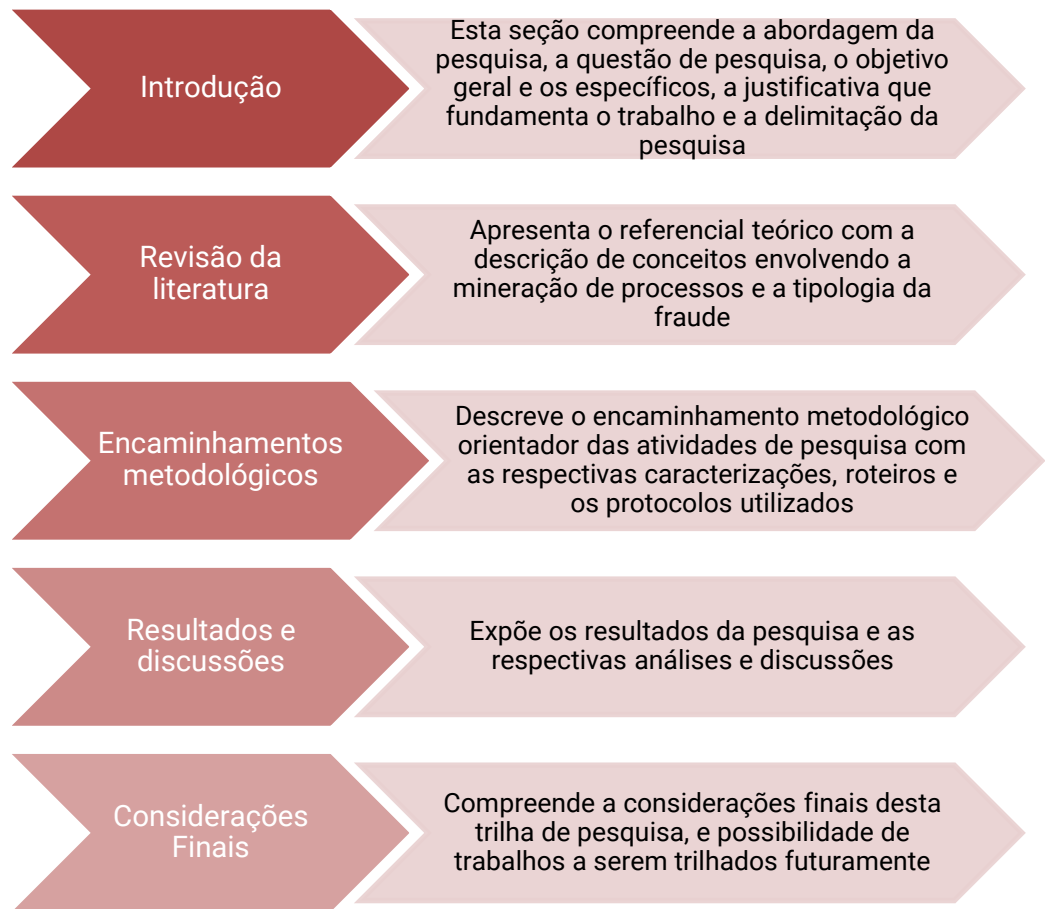 Introdução
Esta seção compreende a abordagem da
pesquisa, a questão de pesquisa, o objetivo
geral e os específicos, a justificativa que
fundamenta o trabalho e a delimitação da
pesquisa
Revisão da
literatura
Apresenta o referencial teórico com a
descrição de conceitos envolvendo a
mineração de processos e a tipologia da
fraude
Encaminhamentos
metodológicos
Descreve o encaminhamento metodológico
orientador das atividades de pesquisa com
as respectivas caracterizações, roteiros e
os protocolos utilizados
Resultados e
discussões
Expõe os resultados da pesquisa e as
respectivas análises e discussões
Considerações
Finais
Compreende a considerações finais desta
trilha de pesquisa, e possibilidade de
trabalhos a serem trilhados futuramente